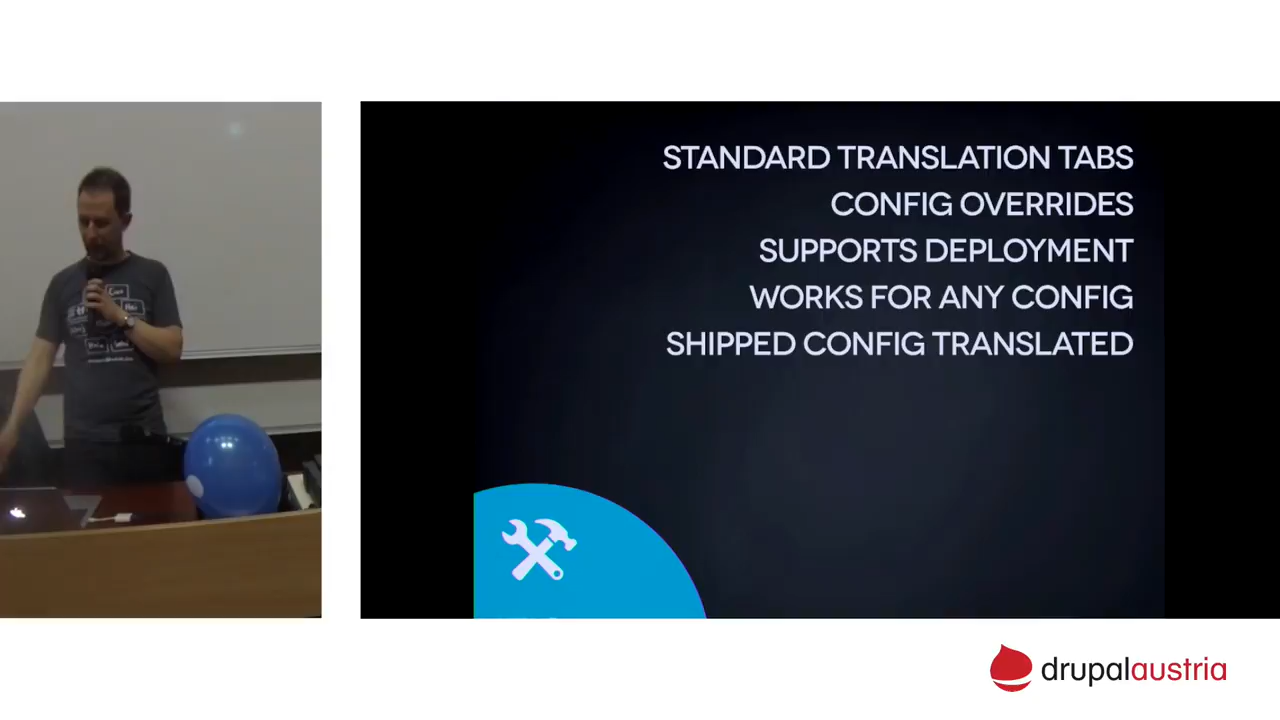 STANDARD TRANSLATION TABS
CONFIG OVERRIDES
SUPPORTS DEPLOYMENT
WORKS FOR ANY CONFIG
SHIPPED CONFIG TRANSLATED
drupalaustria